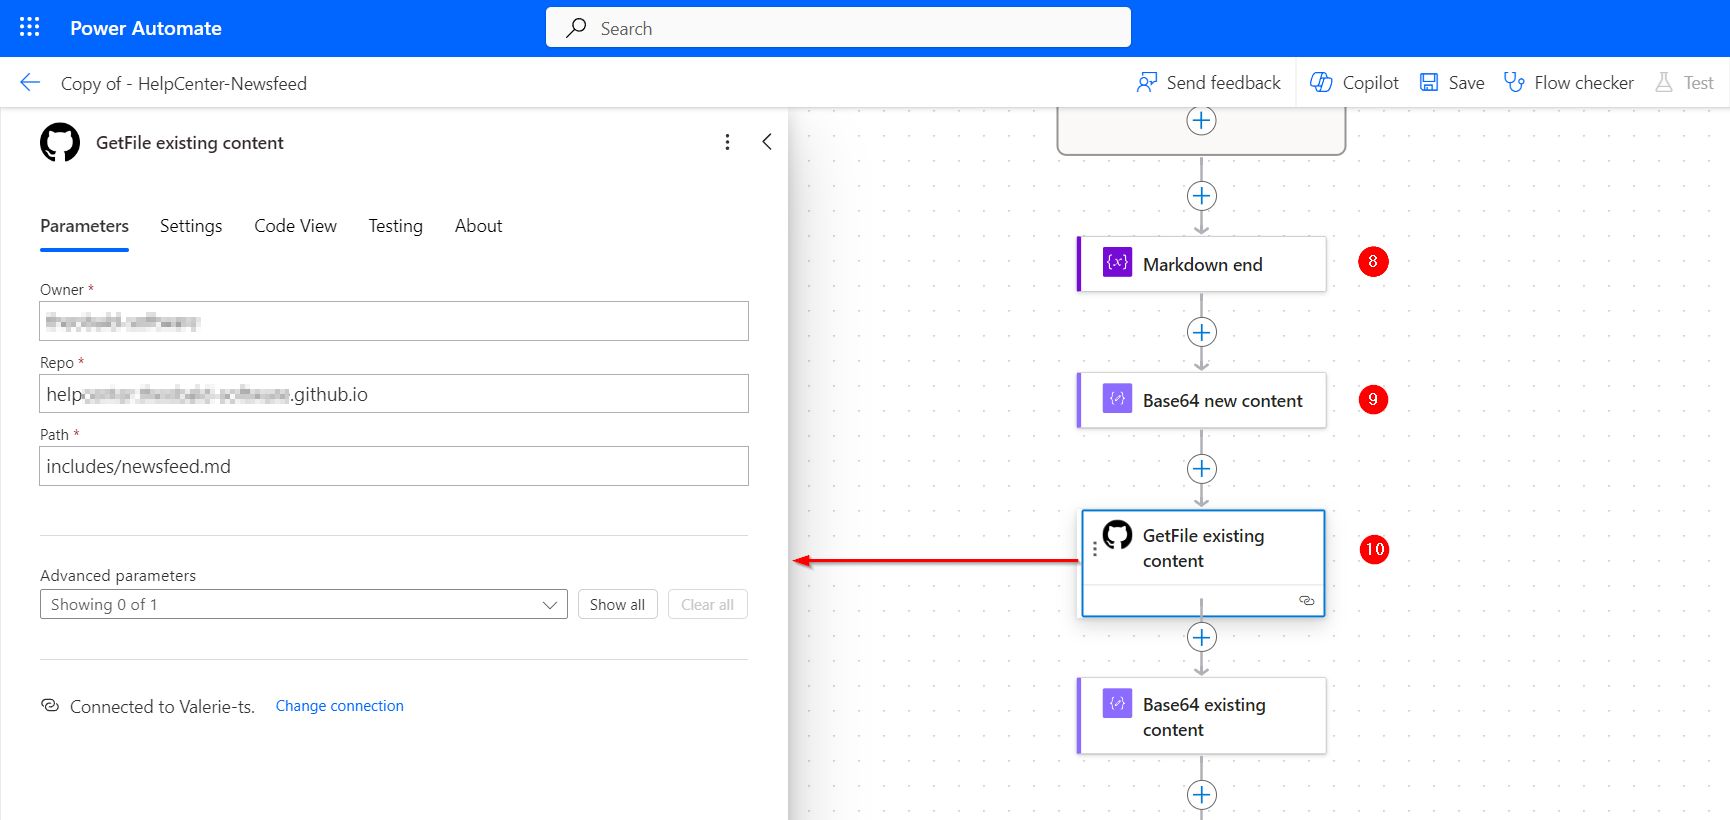 Power Automate
Search
Copy of - HelpCenter-Newsfeed
Send feedback
Copilot
Save
Flow checker
Test
GetFile existing content
Parameters
Settings
Code View
Testing
About
Owner *
Repo *
help .github.io
Path *
includes/newsfeed.md
Advanced parameters
Showing 0 of 1
Show all
Clear all
Connected to Valerie-ts.
Change connection
{x}
Markdown end
8
Base64 new content
9
GetFile existing
content
10
Base64 existing
content